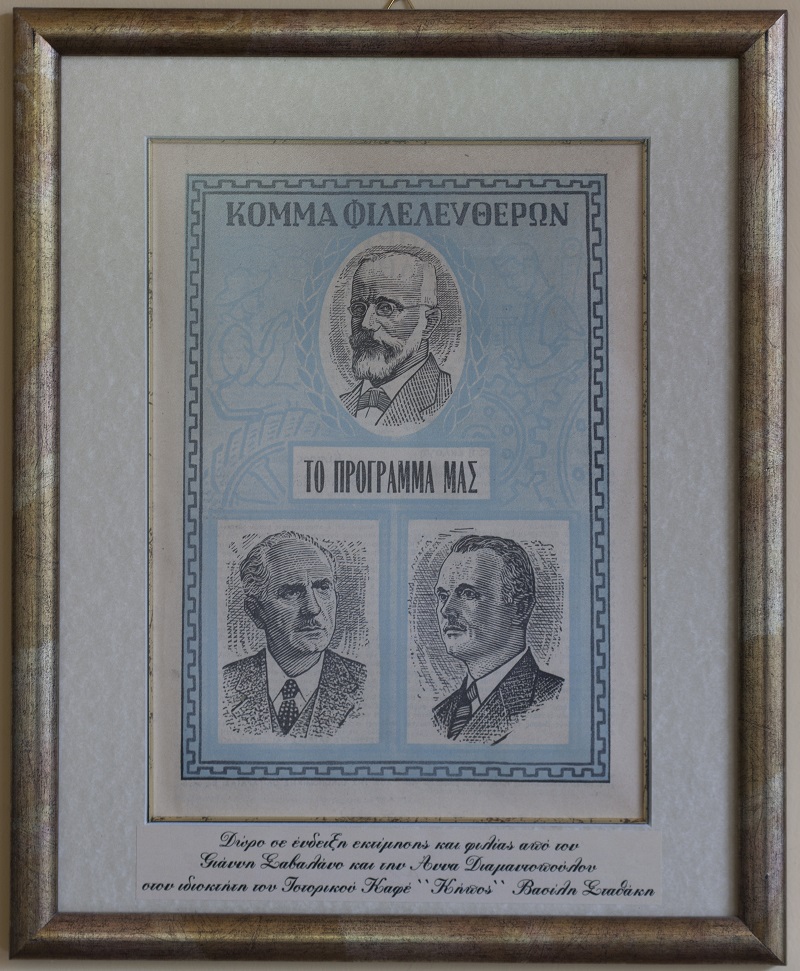 ΚΟΜΜΑ ΦΙΛΕΛΕΥΘΕΡΩΝ
ΤΟ ΠΡΟΓΡΑΜΜΑ ΜΑΣ
Δώρο σε ένδειξη εκτίμησης και φιλίας από τον
Γιάννη Σαβαλάνο και την Άννα Διαμαντοπούλου
στον ιδιοκτήτη του Ιστορικού Καφέ "Κήπος" Βασίλη Σταθάκη